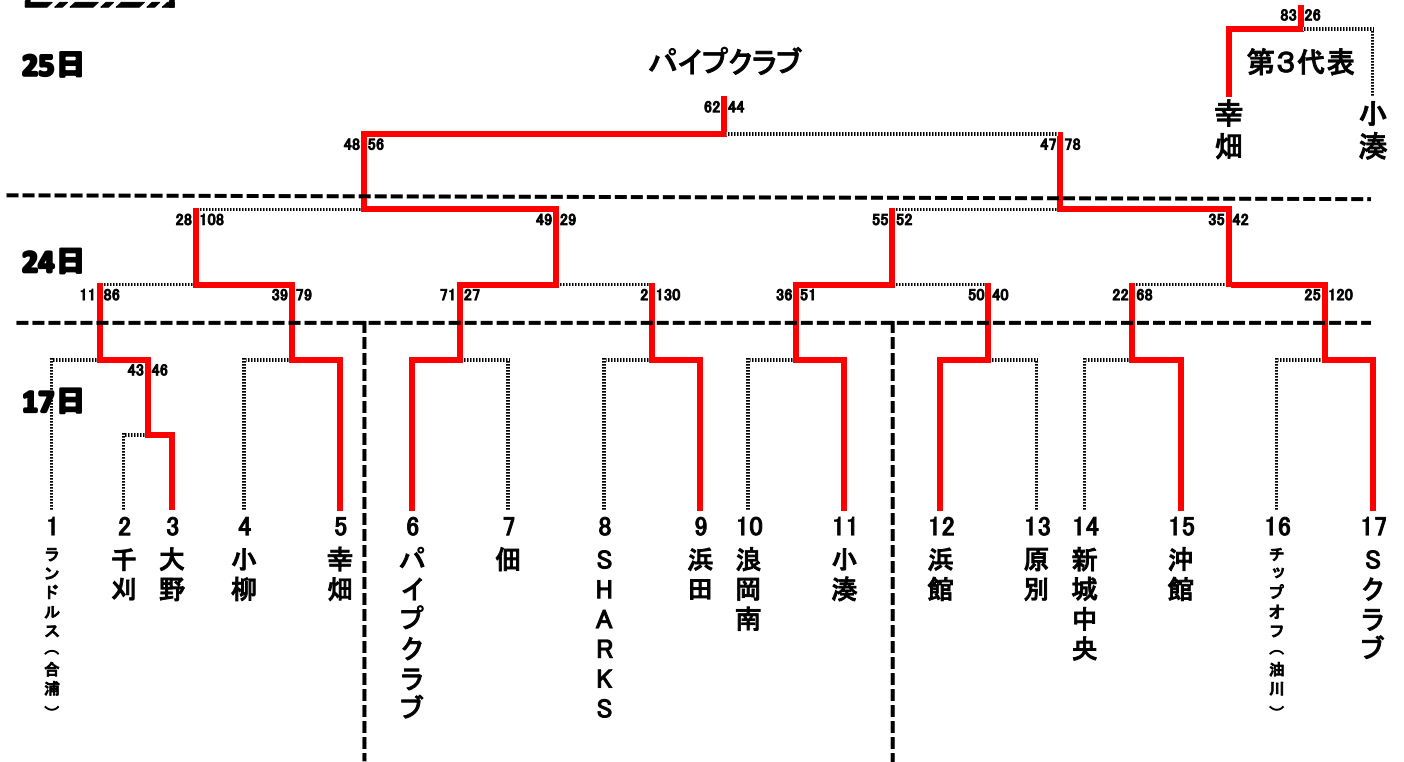 83 26
25日
パイプクラブ
第3代表
62 44
幸畑
小湊
48 56
47 78
28 108
49 29
55 52
35 42
24日
11 86
39 79
71 27
2 130
36 51
50 40
22 68
25 120
43 46
17日
1 ランドルス(合浦)
2 千刈
3 大野
4 小柳
5 幸畑
6 パイプクラブ
7 佃
8 SHARKS
9 浜田
10 浪岡南
11 小湊
12 浜館
13 原別
14 新城中央
15 沖館
16 チップオフ(油川)
17 Sクラブ